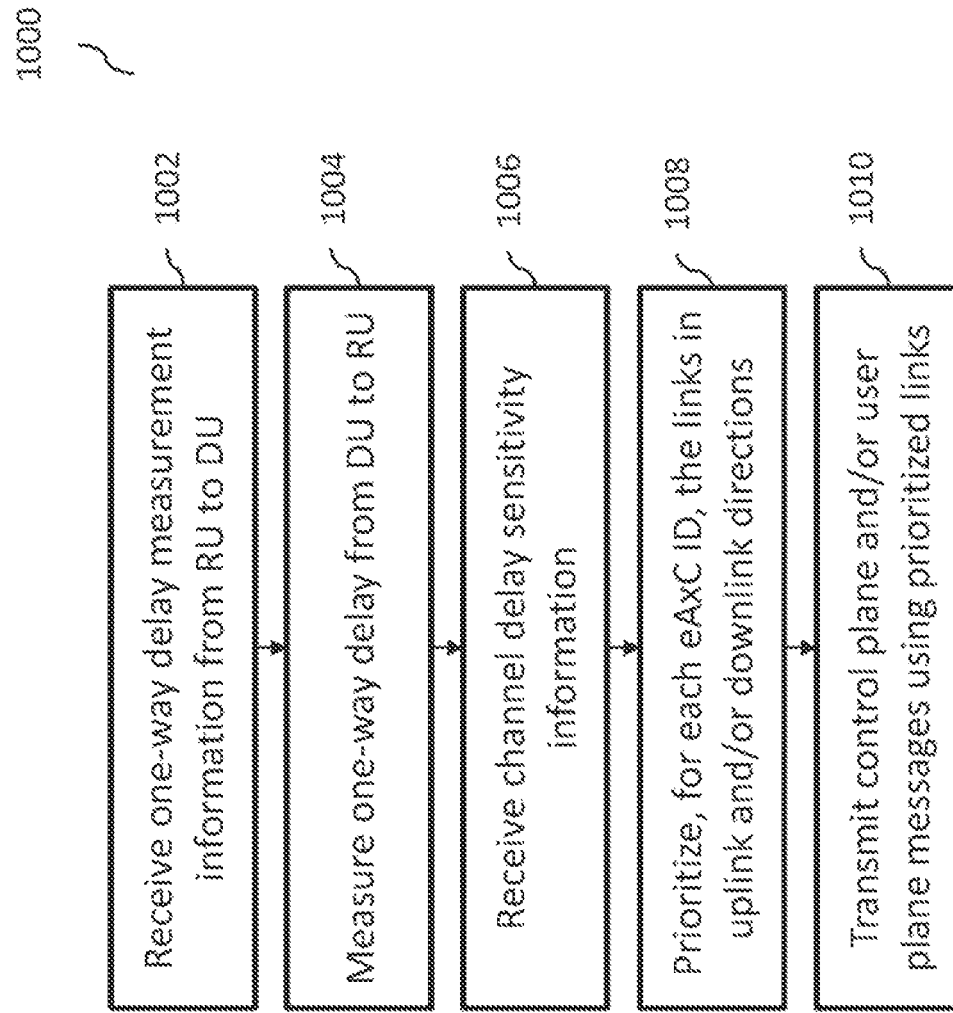 1000
Receive one-way delay measurement
information from RU to DU
1002
Measure one-way delay from DU to RU
1004
Receive channel delay sensitivity
information
1006
Prioritize, for each eAxC ID, the links in
uplink and/or downlink directions
1008
Transmit control plane and/or user
plane messages using prioritized links
1010